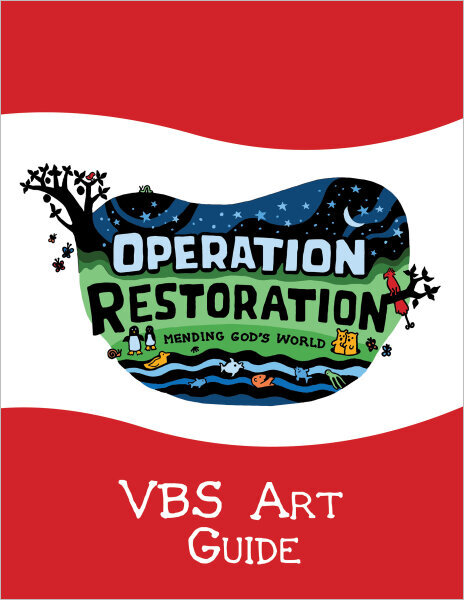 OPERATION
RESTORATION
MENDING GOD'S WORLD
VBS ART
GUIDE